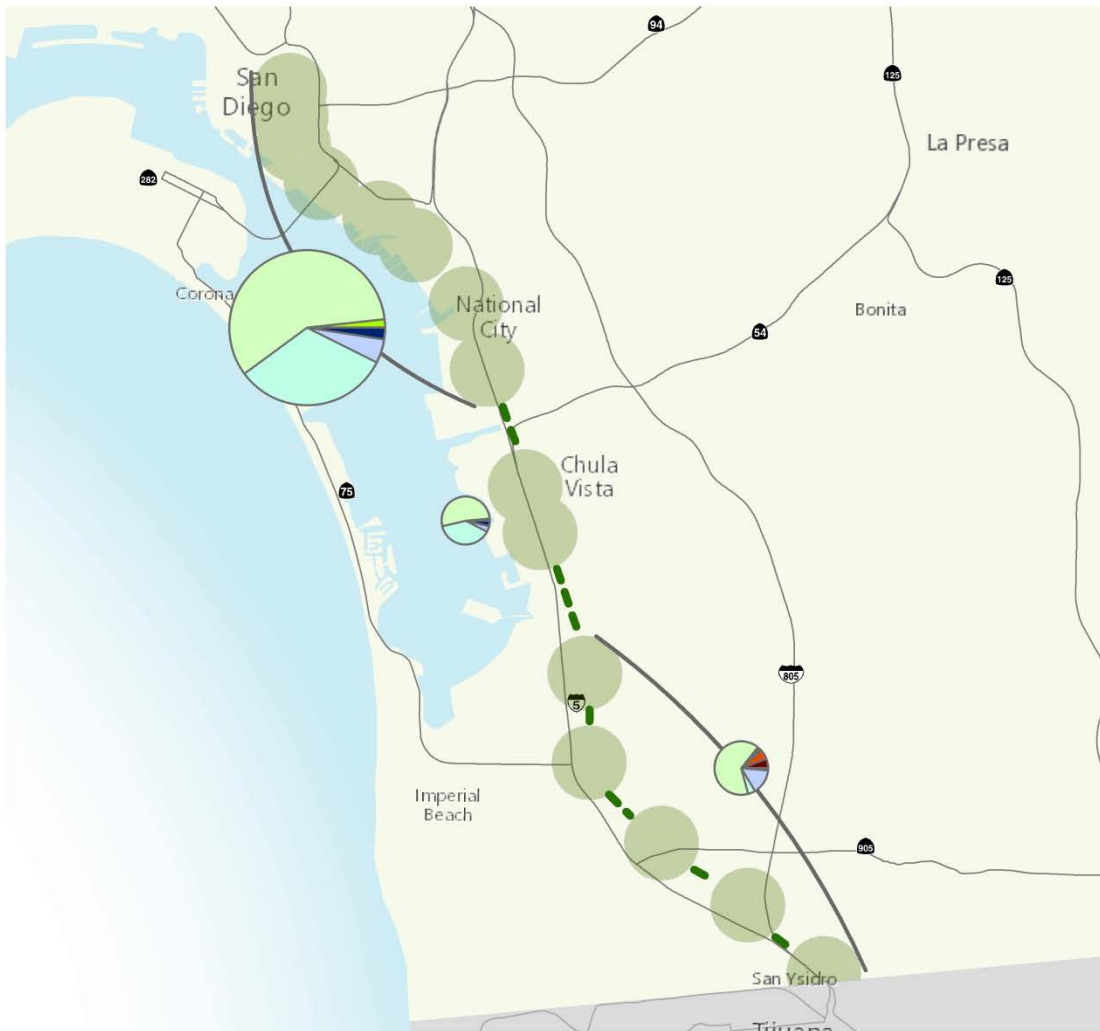 94
San
Diego
125
La Presa
282
Corona
125
National
City
Bonita
54
Chula
Vista
75
805
5
Imperial
Beach
905
San Ysidro
Tijuana